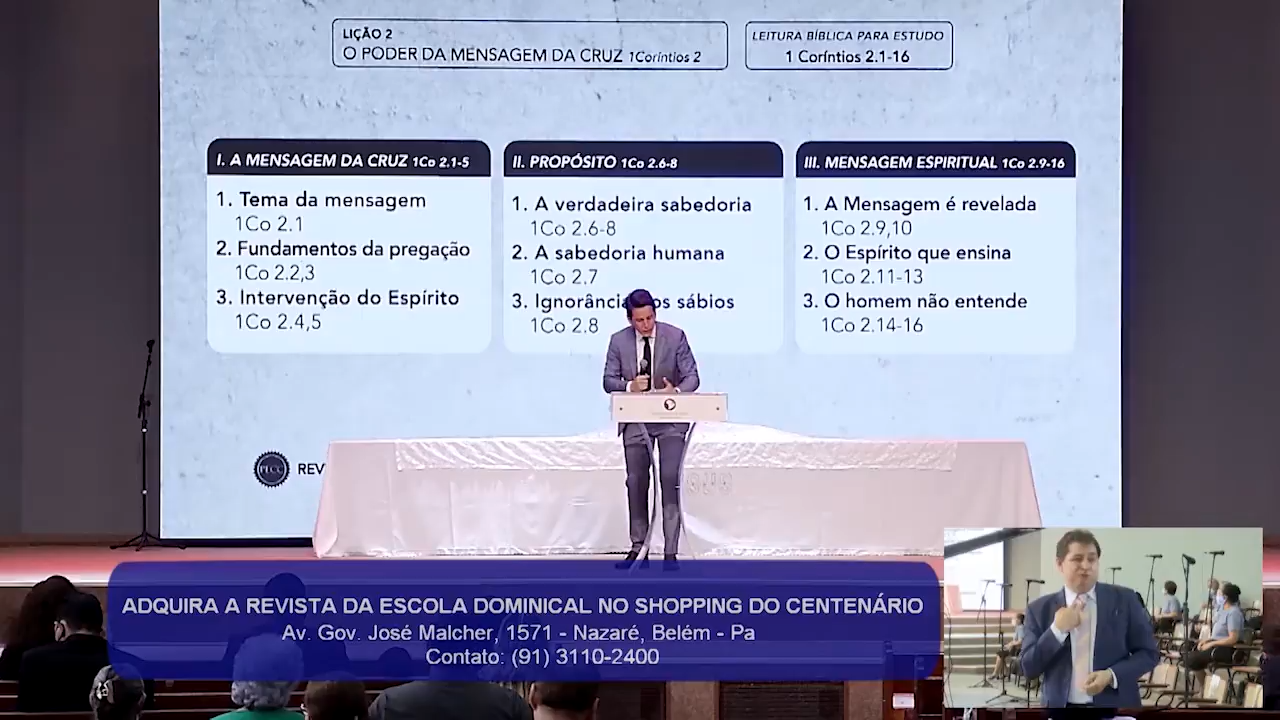 LIÇÃO 2
O PODER DA MENSAGEM DA CRUZ 1Coríntios 2
LEITURA BÍBLICA PARA ESTUDO
1 Coríntios 2.1-16
I. A MENSAGEM DA CRUZ 1Co 2.1-5
1. Tema da mensagem
1Co 2.1
2. Fundamentos da pregação
1Co 2.2,3
3. Intervenção do Espírito
1Co 2.4,5
II. PROPÓSITO 1Co 2.6-8
1. A verdadeira sabedoria
1Co 2.6-8
2. A sabedoria humana
1Co 2.7
3. Ignorância os sábios
1Co 2.8
III. MENSAGEM ESPIRITUAL 1Co 2.9-16
1. A Mensagem é revelada
1Co 2.9,10
2. O Espírito que ensina
1Co 2.11-13
3. O homem não entende
1Co 2.14-16
PECC
REV
ADQUIRA A REVISTA DA ESCOLA DOMINICAL NO SHOPPING DO CENTENÁRIO
Av. Gov. José Malcher, 1571 - Nazaré, Belém - Pa
Contato: (91) 3110-2400